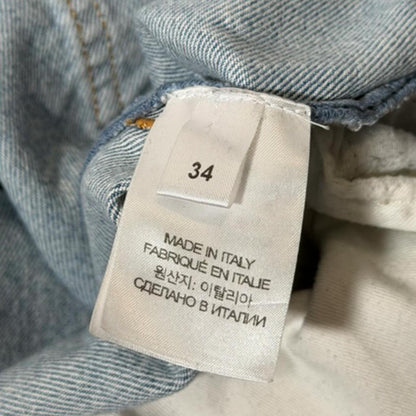 34
MADE IN ITALY
FABRIQUÉ EN ITALIE
원산지: 이탈리아
СДЕЛАНО В ИТАЛИИ